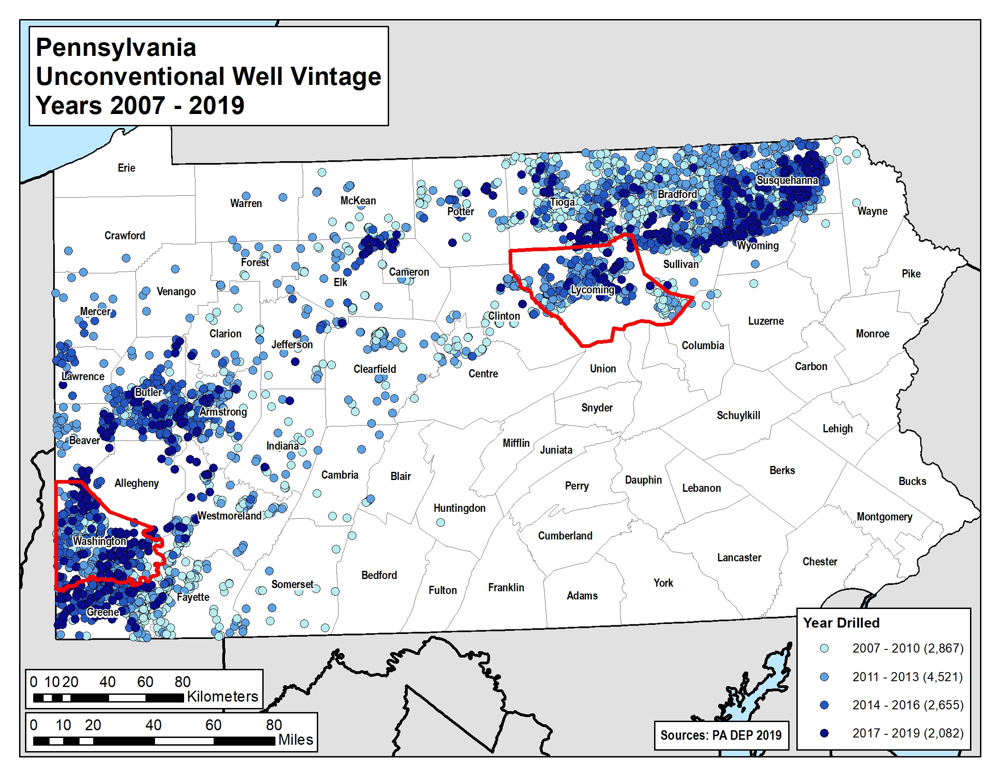 Pennsylvania
Unconventional Well Vintage
Years 2007 - 2019
Erie
Warren
McKean
Potter
Tioga
Bradford
Susquehanna
Wayne
Crawford
Forest
Elk
Cameron
Sullivan
Wyoming
Pike
Venango
Mercer
Lycoming
Clinton
Luzerne
Clarion
Jefferson
Columbia
Monroe
Lawrence
Clearfield
Centre
Union
Carbon
Butler
Armstrong
Snyder
Schuylkill
Lehigh
Beaver
Indiana
Mifflin
Juniata
Allegheny
Cambria
Blair
Perry
Dauphin
Lebanon
Berks
Bucks
Westmoreland
Huntingdon
Cumberland
Montgomery
Washington
Lancaster
Chester
Fayette
Somerset
Bedford
Fulton
Franklin
Adams
York
Greene
Year Drilled
2007 - 2010 (2,867)
2011 - 2013 (4,521)
2014 - 2016 (2,655)
2017 - 2019 (2,082)
0 10 20 40 60 80
Kilometers
0 10 20 40 60 80
Miles
Sources: PA DEP 2019